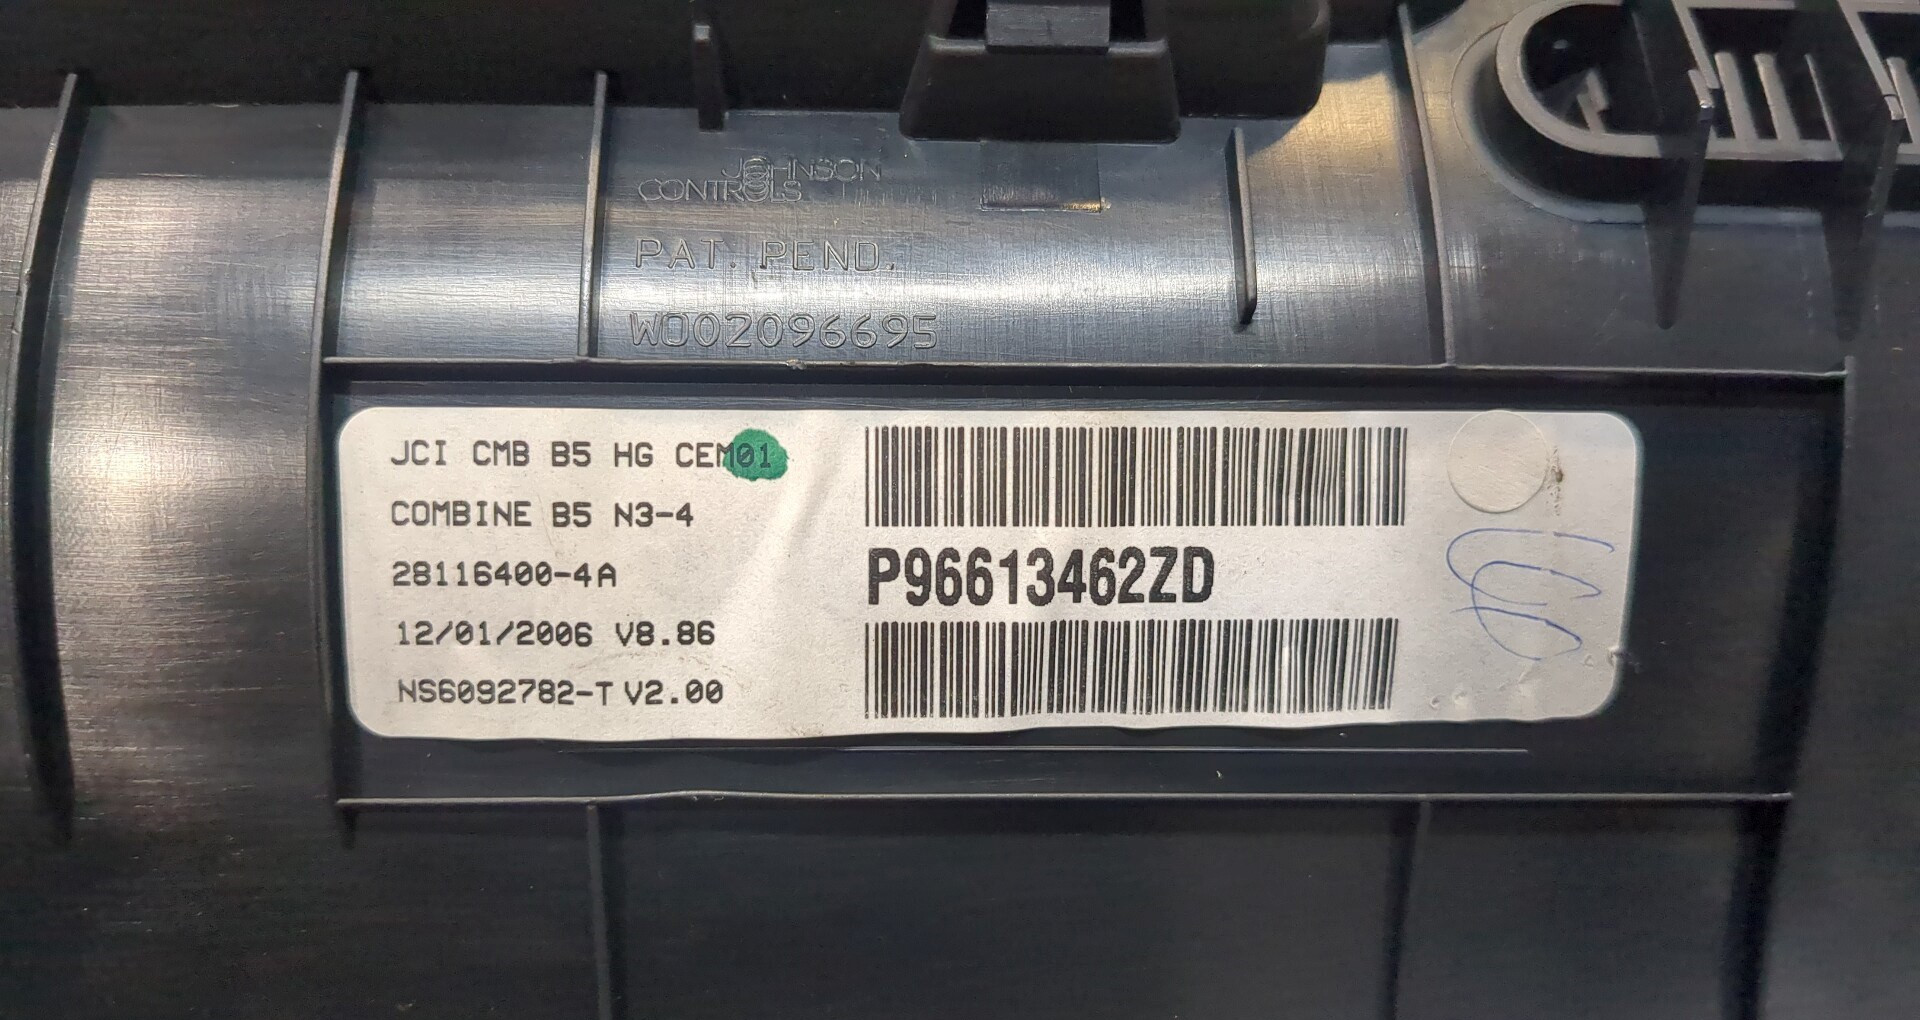 JOHNSON
CONTROLS
PAT. PEND.
WO02096695
JCI CMB B5 HG CEM01
COMBINE B5 N3-4
28116400-4A
12/01/2006 V8.86
NS6092782-T V2.00
P96613462ZD